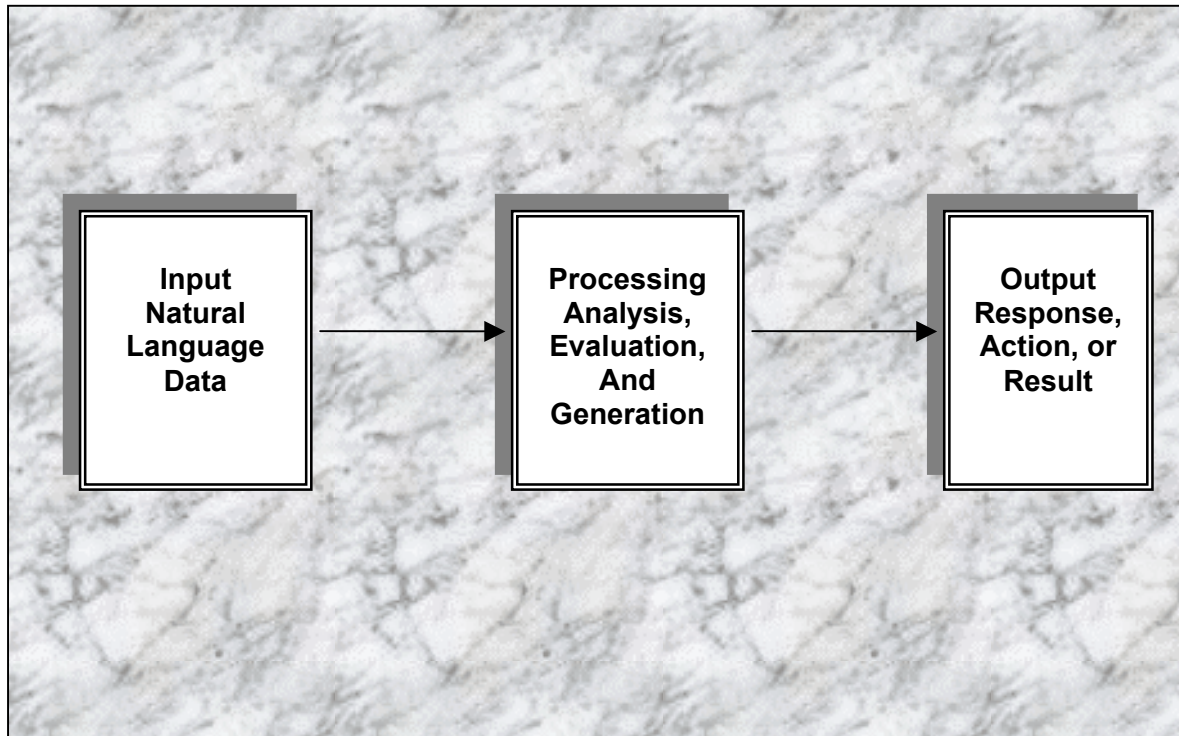 Input
Natural
Language
Data
Processing
Analysis,
Evaluation,
And
Generation
Output
Response,
Action, or
Result